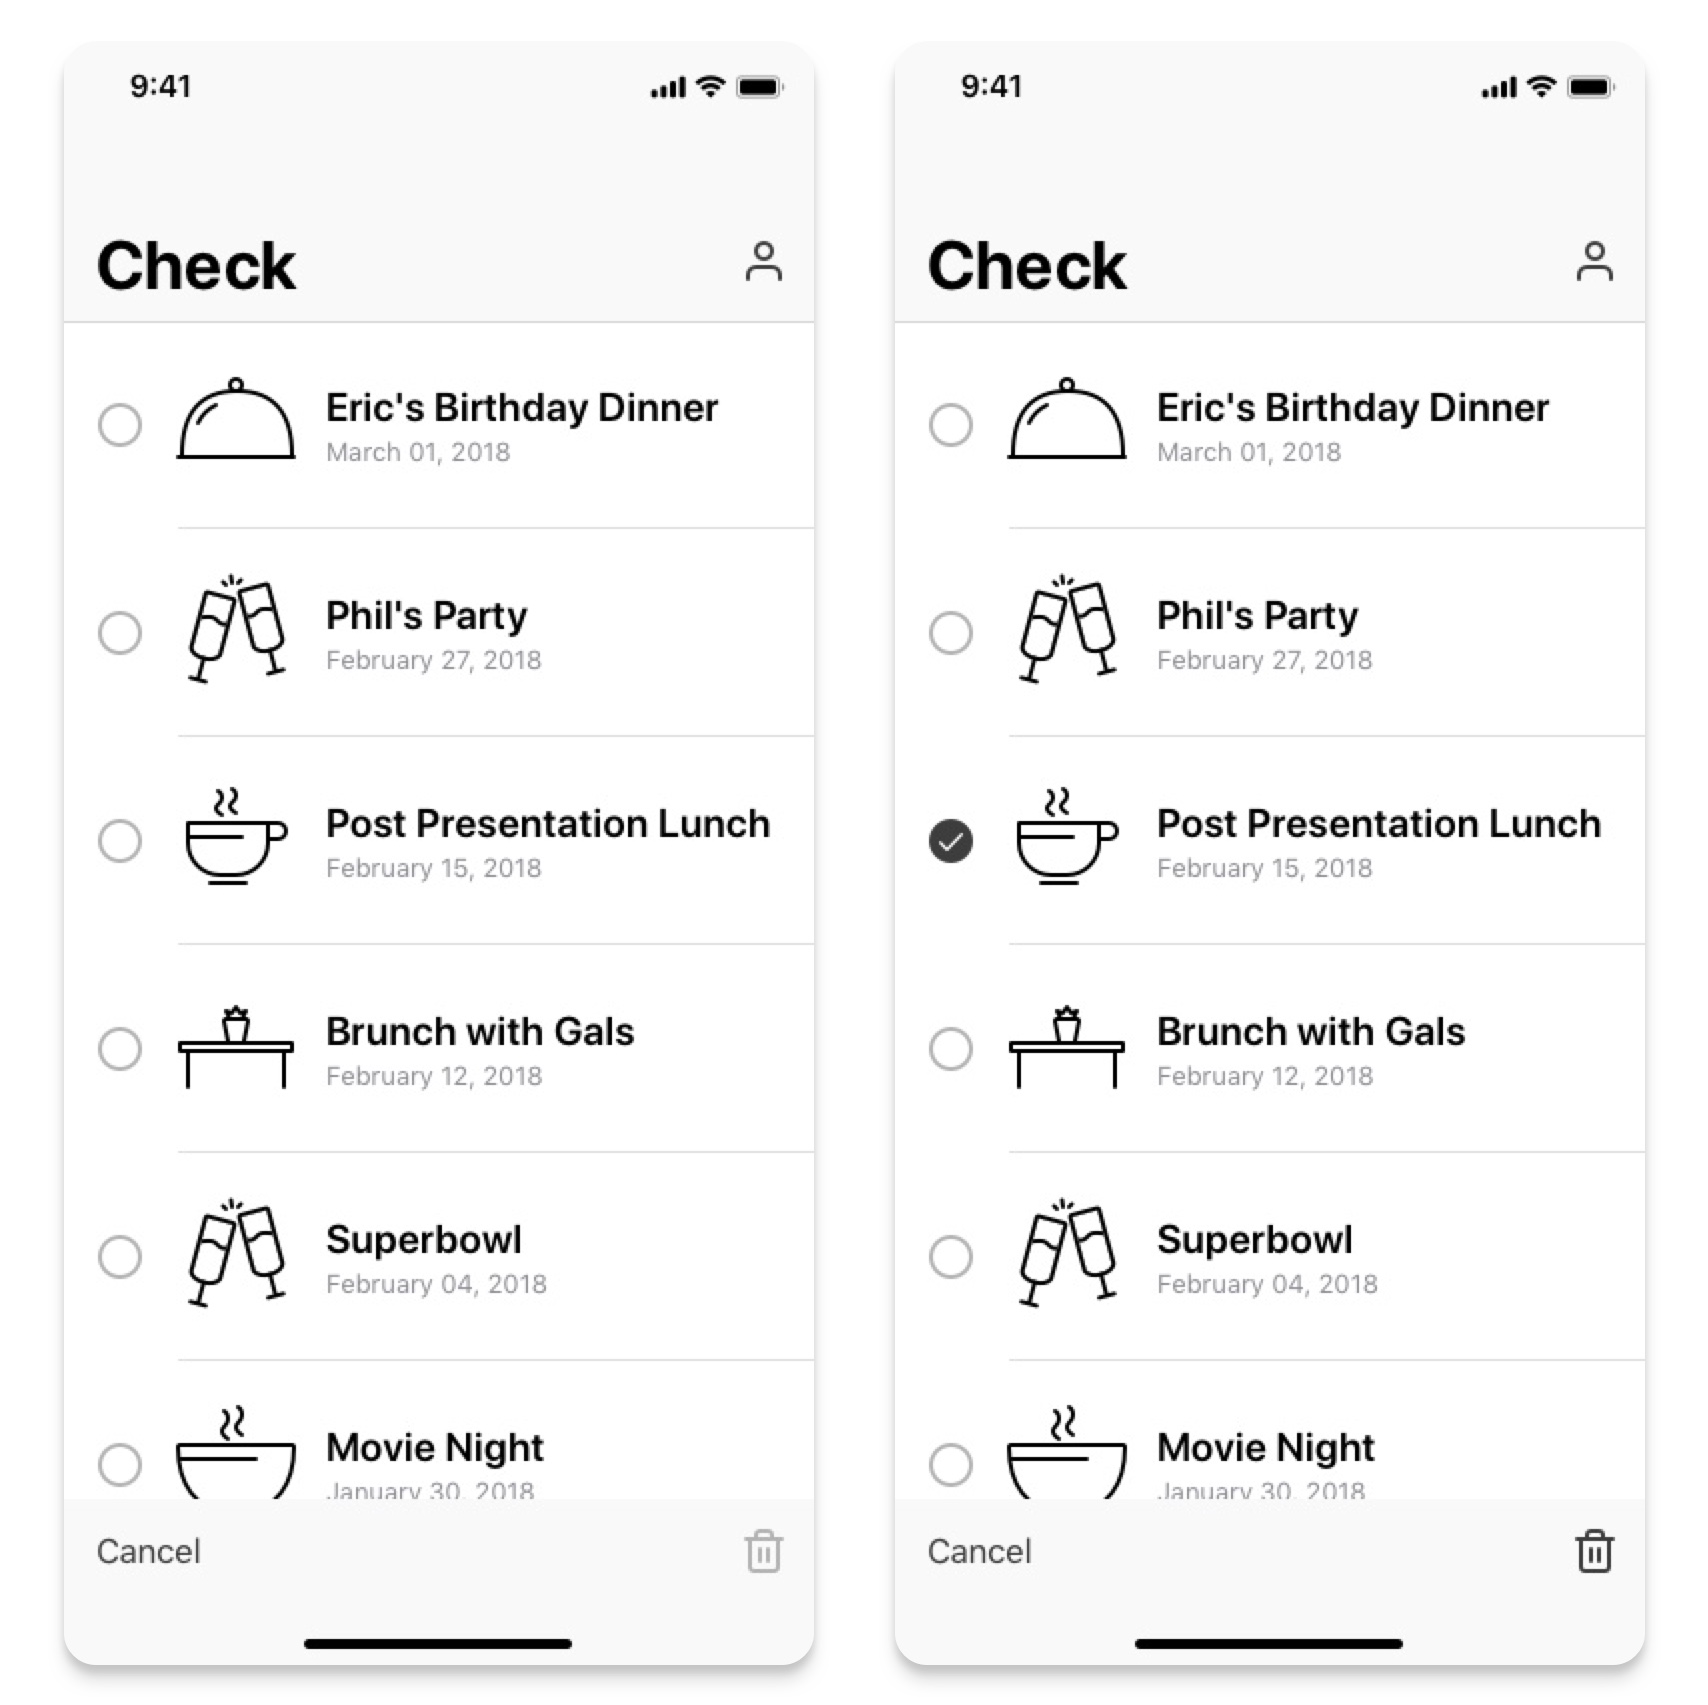 9:41
Check
Eric's Birthday Dinner
March 01, 2018
Phil's Party
February 27, 2018
Post Presentation Lunch
February 15, 2018
Brunch with Gals
February 12, 2018
Superbowl
February 04, 2018
Movie Night
January 30, 2018
Cancel
9:41
Check
Eric's Birthday Dinner
March 01, 2018
Phil's Party
February 27, 2018
Post Presentation Lunch
February 15, 2018
Brunch with Gals
February 12, 2018
Superbowl
February 04, 2018
Movie Night
January 30, 2018
Cancel